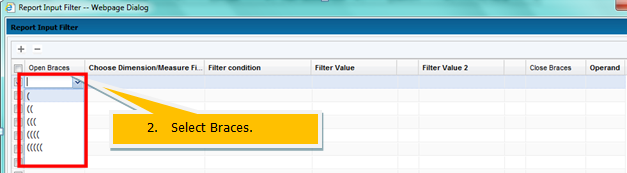 Report Input Filter -- Webpage Dialog
Report Input Filter
+ −
Open Braces Choose Dimension/Measure Fi... Filter condition Filter Value Filter Value 2 Close Braces Operand
(
((
(((
((((
(((((
2. Select Braces.